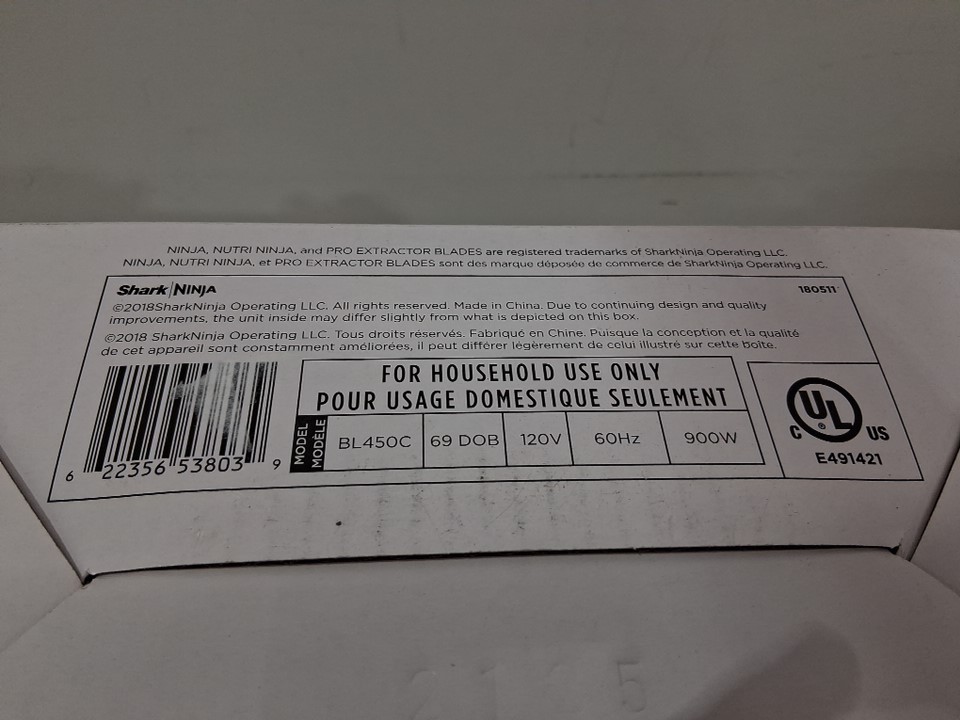 NINJA, NUTRI NINJA, and PRO EXTRACTOR BLADES are registered trademarks of SharkNinja Operating LLC.
NINJA, NUTRI NINJA, et PRO EXTRACTOR BLADES sont des marque déposée de commerce de SharkNinja Operating LLC.
Shark NINJA
180511
©2018SharkNinja Operating LLC. All rights reserved. Made in China. Due to continuing design and quality
improvements, the unit inside may differ slightly from what is depicted on this box.
©2018 SharkNinja Operating LLC. Tous droits réservés. Fabriqué en Chine. Puisque la conception et la qualité
de cet appareil sont constamment améliorées, il peut différer légèrement de celui illustré sur cette boîte.
FOR HOUSEHOLD USE ONLY
POUR USAGE DOMESTIQUE SEULEMENT
MODEL
MODÈLE
BL450C 69 DOB 120V 60Hz 900W
6 22356 53803 9
C UL ® US
E491421